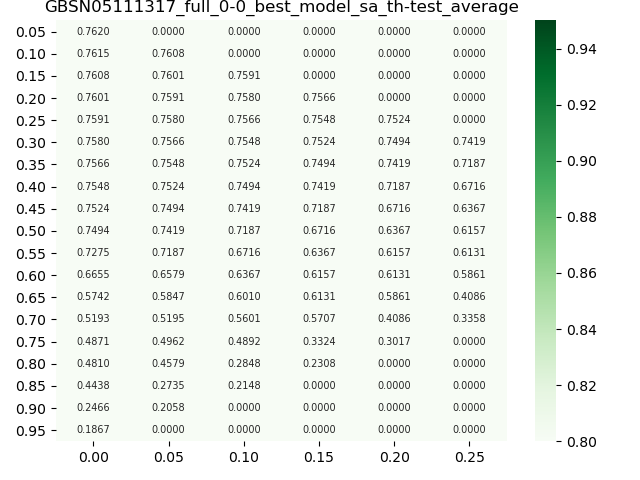 GBSN05111317_full_0-0_best_model_sa_th-test_average
0.05 0.7620 0.0000 0.0000 0.0000 0.0000 0.0000
0.10 0.7615 0.7608 0.0000 0.0000 0.0000 0.0000
0.15 0.7608 0.7601 0.7591 0.0000 0.0000 0.0000
0.20 0.7601 0.7591 0.7580 0.7566 0.0000 0.0000
0.25 0.7591 0.7580 0.7566 0.7548 0.7524 0.0000
0.30 0.7580 0.7566 0.7548 0.7524 0.7494 0.7419
0.35 0.7566 0.7548 0.7524 0.7494 0.7419 0.7187
0.40 0.7548 0.7524 0.7494 0.7419 0.7187 0.6716
0.45 0.7524 0.7494 0.7419 0.7187 0.6716 0.6367
0.50 0.7494 0.7419 0.7187 0.6716 0.6367 0.6157
0.55 0.7275 0.7187 0.6716 0.6367 0.6157 0.6131
0.60 0.6655 0.6579 0.6367 0.6157 0.6131 0.5861
0.65 0.5742 0.5847 0.6010 0.6131 0.5861 0.4086
0.70 0.5193 0.5195 0.5601 0.5707 0.4086 0.3358
0.75 0.4871 0.4962 0.4892 0.3324 0.3017 0.0000
0.80 0.4810 0.4579 0.2848 0.2308 0.0000 0.0000
0.85 0.4438 0.2735 0.2148 0.0000 0.0000 0.0000
0.90 0.2466 0.2058 0.0000 0.0000 0.0000 0.0000
0.95 0.1867 0.0000 0.0000 0.0000 0.0000 0.0000
0.00 0.05 0.10 0.15 0.20 0.25
0.94
0.92
0.90
0.88
0.86
0.84
0.82
0.80